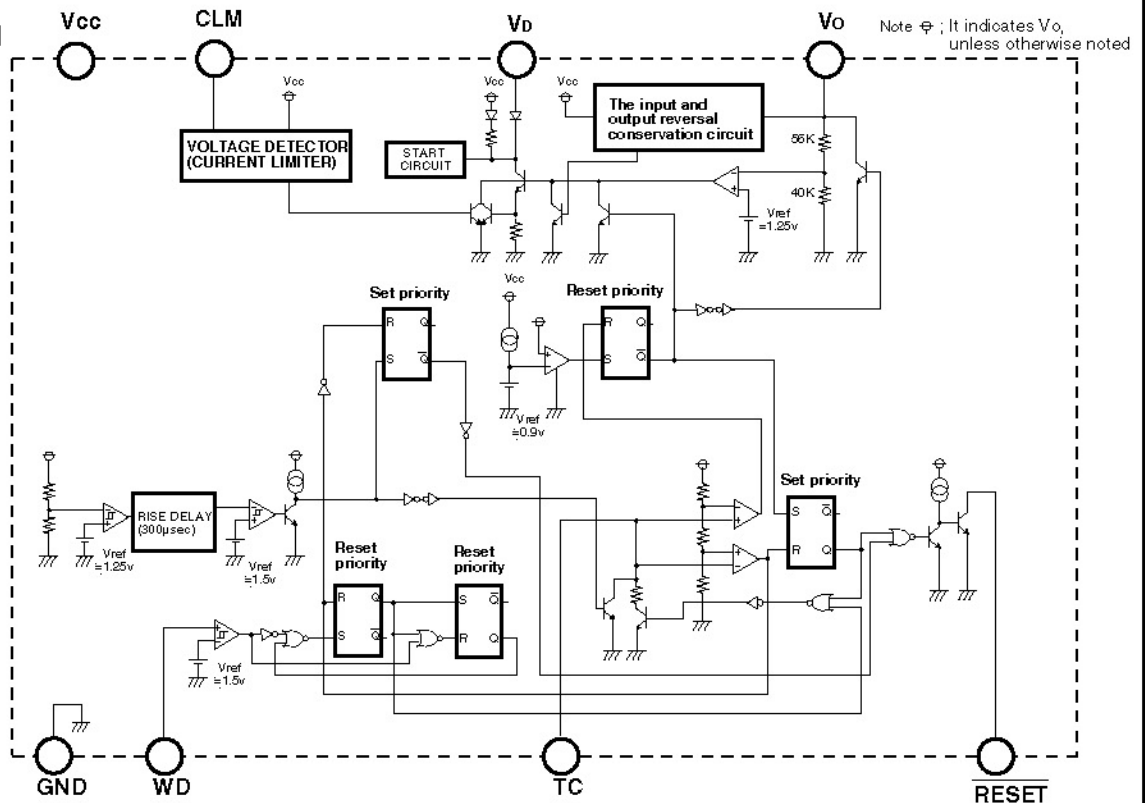 Vcc
CLM
VD
VO
Note ⌽ ; It indicates Vo,
unless otherwise noted
Vcc
Vcc
Vcc
The input and
output reversal
conservation circuit
VOLTAGE DETECTOR
(CURRENT LIMITER)
START
CIRCUIT
56K
40K
Vref
≒1.25v
Vcc
Set priority
Reset priority
R Q
S Q̅
R Q
S Q̅
Vref
≒0.9v
RISE DELAY
(300µsec)
Vref
≒1.25v
Vref
≒1.5v
Set priority
S Q̅
R Q
Reset
priority
Reset
priority
R Q
S Q̅
S Q̅
R Q
Vref
≒1.5v
GND
WD
TC
R̅E̅S̅E̅T̅